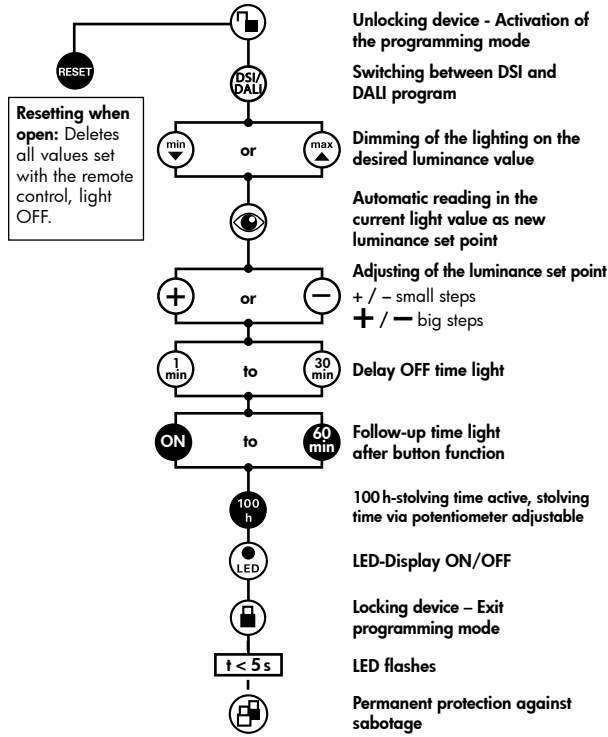 Unlocking device - Activation of
the programming mode
RESET
DSI/
DALI
Switching between DSI and
DALI program
Resetting when
open: Deletes
all values set
with the remote
control, light
OFF.
min
or
max
Dimming of the lighting on the
desired luminance value
Automatic reading in the
current light value as new
luminance set point
Adjusting of the luminance set point
+
or
–
+ / – small steps
+ / – big steps
1
min
to
30
min
Delay OFF time light
ON
to
60
min
Follow-up time light
after button function
100
h
100 h-stolving time active, stolving
time via potentiometer adjustable
LED
LED-Display ON/OFF
Locking device – Exit
programming mode
t < 5 s
LED flashes
Permanent protection against
sabotage